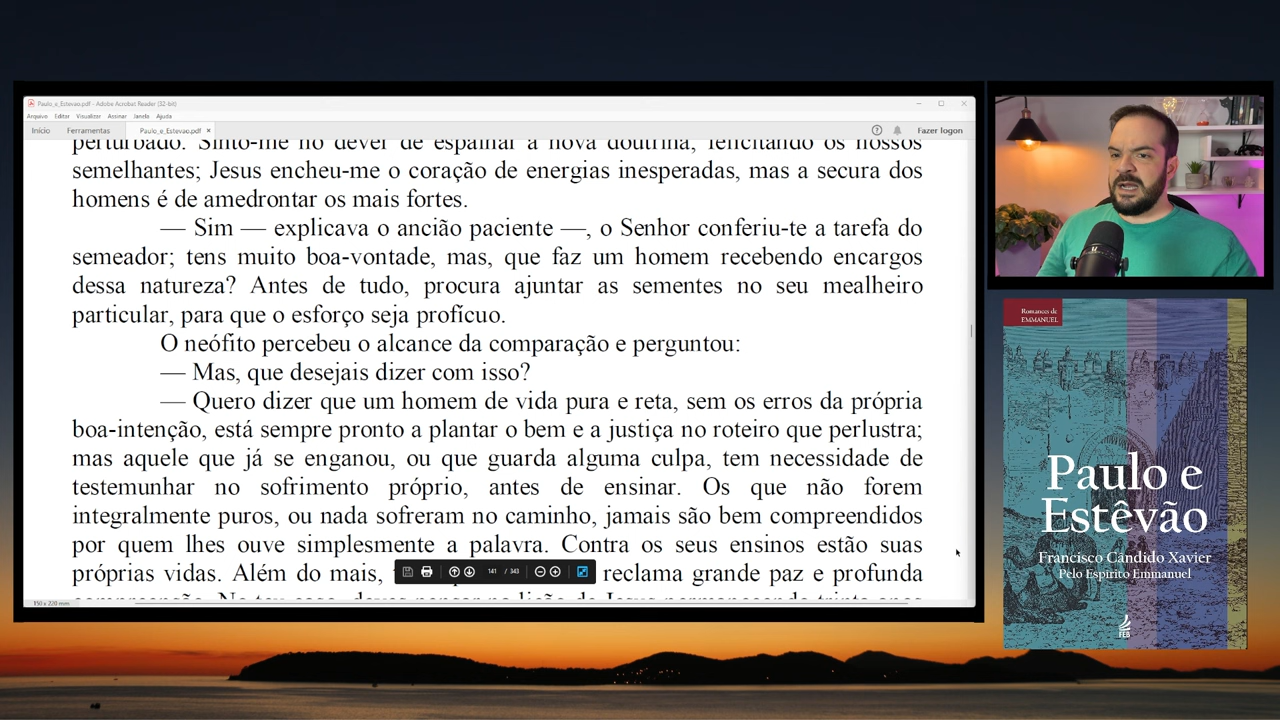 Paulo_e_Estevao.pdf - Adobe Acrobat Reader (32-bit)
Arquivo Editar Visualizar Assinar Janela Ajuda
Início Ferramentas Paulo_e_Estevao.pdf × Fazer logon
perturbado. Sinto-me no dever de espalhar a nova doutrina, felicitando os nossos
semelhantes; Jesus encheu-me o coração de energias inesperadas, mas a secura dos
homens é de amedrontar os mais fortes.
— Sim — explicava o ancião paciente —, o Senhor conferiu-te a tarefa do
semeador; tens muito boa-vontade, mas, que faz um homem recebendo encargos
dessa natureza? Antes de tudo, procura ajuntar as sementes no seu mealheiro
particular, para que o esforço seja profícuo.
O neófito percebeu o alcance da comparação e perguntou:
— Mas, que desejais dizer com isso?
— Quero dizer que um homem de vida pura e reta, sem os erros da própria
boa-intenção, está sempre pronto a plantar o bem e a justiça no roteiro que perlustra;
mas aquele que já se enganou, ou que guarda alguma culpa, tem necessidade de
testemunhar no sofrimento próprio, antes de ensinar. Os que não forem
integralmente puros, ou nada sofreram no caminho, jamais são bem compreendidos
por quem lhes ouve simplesmente a palavra. Contra os seus ensinos estão suas
próprias vidas. Além do mais, reclama grande paz e profunda
141 / 343
150 x 220 mm
Romances de
EMMANUEL
Paulo e
Estêvão
Francisco Cândido Xavier
Pelo Espírito Emmanuel
FEB